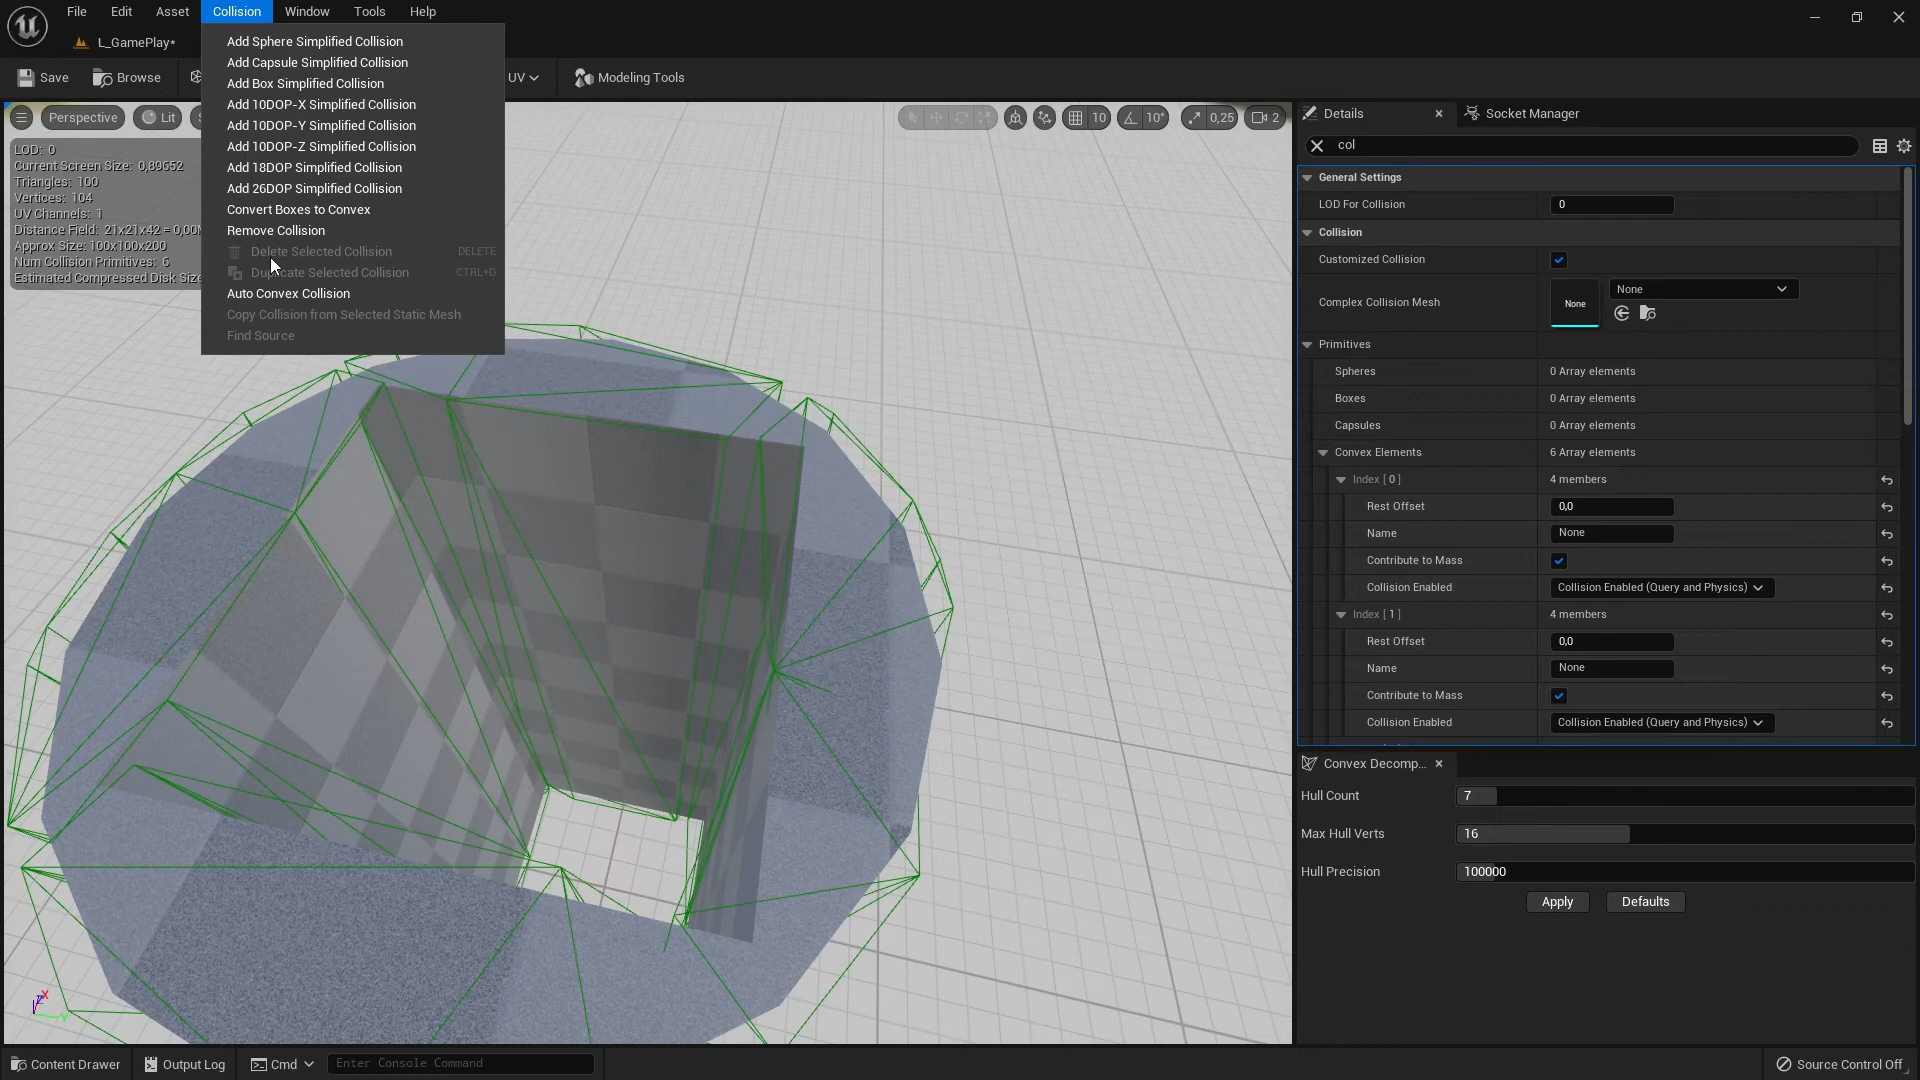 File Edit Asset Collision Window Tools Help
L_GamePlay*
Save Browse UV Modeling Tools
Add Sphere Simplified Collision
Add Capsule Simplified Collision
Add Box Simplified Collision
Add 10DOP-X Simplified Collision
Add 10DOP-Y Simplified Collision
Add 10DOP-Z Simplified Collision
Add 18DOP Simplified Collision
Add 26DOP Simplified Collision
Convert Boxes to Convex
Remove Collision
Delete Selected Collision DELETE
Duplicate Selected Collision CTRL+D
Auto Convex Collision
Copy Collision from Selected Static Mesh
Find Source
Perspective Lit
10 10° 0,25 2
LOD: 0
Current Screen Size: 0,89652
Triangles: 100
Vertices: 104
UV Channels: 1
Distance Field: 21x21x42 = 0,00
Approx Size: 100x100x200
Num Collision Primitives: 6
Estimated Compressed Disk Size
Details Socket Manager
col
General Settings
LOD For Collision 0
Collision
Customized Collision
Complex Collision Mesh None None
Primitives
Spheres 0 Array elements
Boxes 0 Array elements
Capsules 0 Array elements
Convex Elements 6 Array elements
Index [ 0 ] 4 members
Rest Offset 0,0
Name None
Contribute to Mass
Collision Enabled Collision Enabled (Query and Physics)
Index [ 1 ] 4 members
Rest Offset 0,0
Name None
Contribute to Mass
Collision Enabled Collision Enabled (Query and Physics)
Convex Decomp...
Hull Count 7
Max Hull Verts 16
Hull Precision 100000
Apply Defaults
Content Drawer Output Log Cmd Enter Console Command Source Control Off